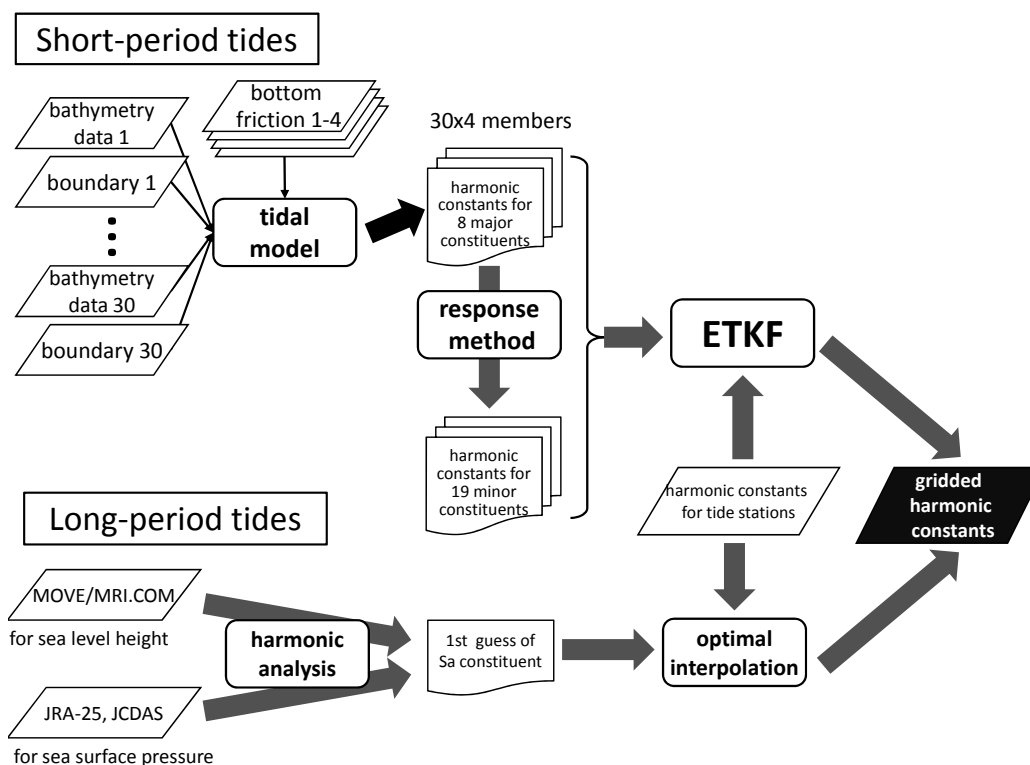 Short-period tides
bathymetry
data 1
boundary 1
bathymetry
data 30
boundary 30
bottom
friction 1-4
tidal
model
30x4 members
harmonic
constants for
8 major
constituents
response
method
harmonic
constants for
19 minor
constituents
ETKF
harmonic constants
for tide stations
gridded
harmonic
constants
Long-period tides
MOVE/MRI.COM
for sea level height
JRA-25, JCDAS
for sea surface pressure
harmonic
analysis
1st guess of
Sa constituent
optimal
interpolation